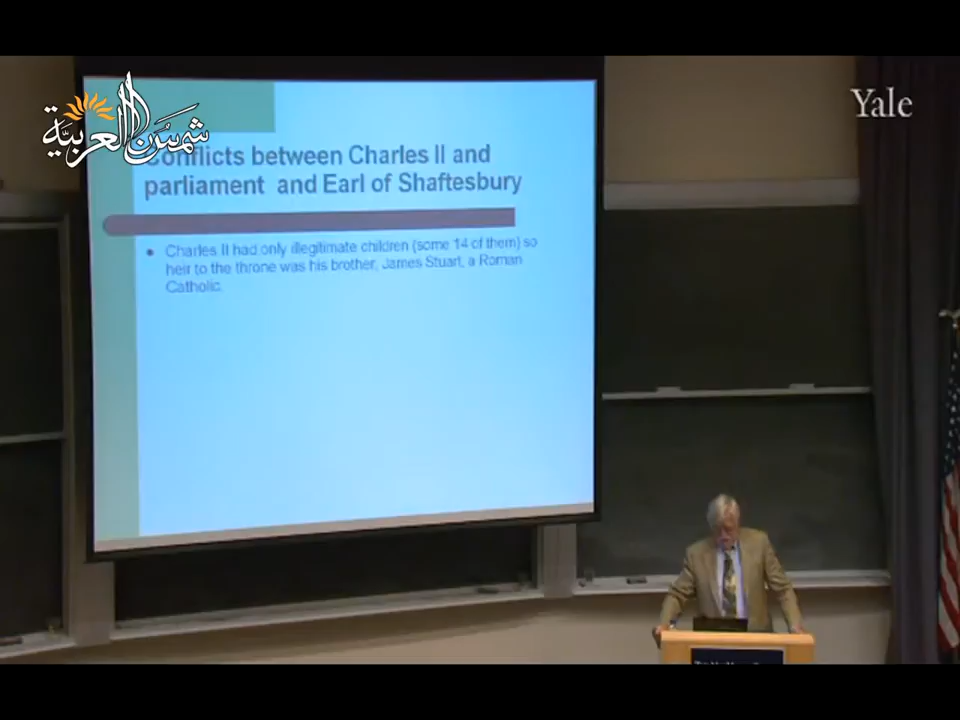 شمس العربية
Yale
Conflicts between Charles II and
parliament and Earl of Shaftesbury
Charles II had only illegitimate children (some 14 of them) so
heir to the throne was his brother, James Stuart, a Roman
Catholic.